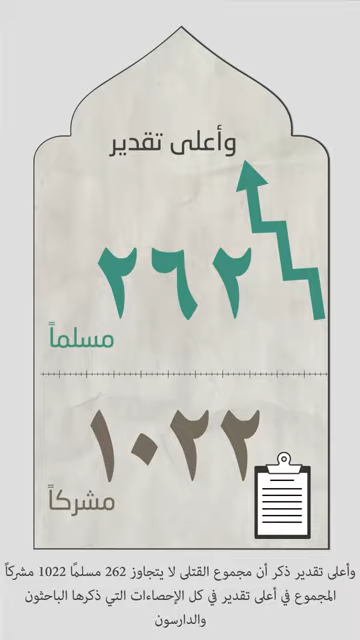 وأعلى تقدير
٢٦٢
مسلماً
١٠٢٢
مشركاً
وأعلى تقدير ذكر أن مجموع القتلى لا يتجاوز 262 مسلمًا 1022 مشركاً
المجموع في أعلى تقدير في كل الإحصاءات التي ذكرها الباحثون
والدارسون